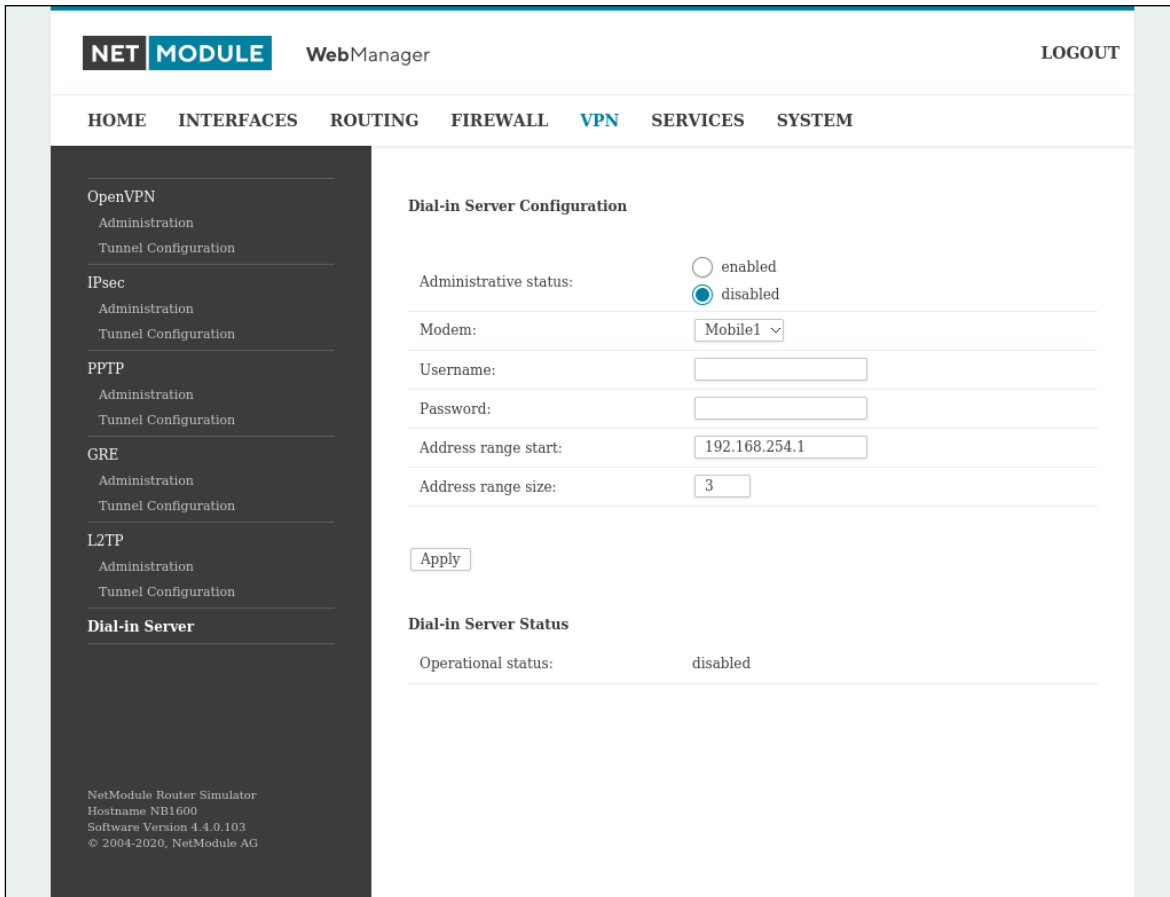 NET MODULE WebManager LOGOUT
HOME INTERFACES ROUTING FIREWALL VPN SERVICES SYSTEM
OpenVPN
Administration
Tunnel Configuration
IPsec
Administration
Tunnel Configuration
PPTP
Administration
Tunnel Configuration
GRE
Administration
Tunnel Configuration
L2TP
Administration
Tunnel Configuration
Dial-in Server
NetModule Router Simulator
Hostname NB1600
Software Version 4.4.0.103
© 2004-2020, NetModule AG
Dial-in Server Configuration
Administrative status:
enabled
disabled
Modem: Mobile1
Username:
Password:
Address range start: 192.168.254.1
Address range size: 3
Apply
Dial-in Server Status
Operational status: disabled